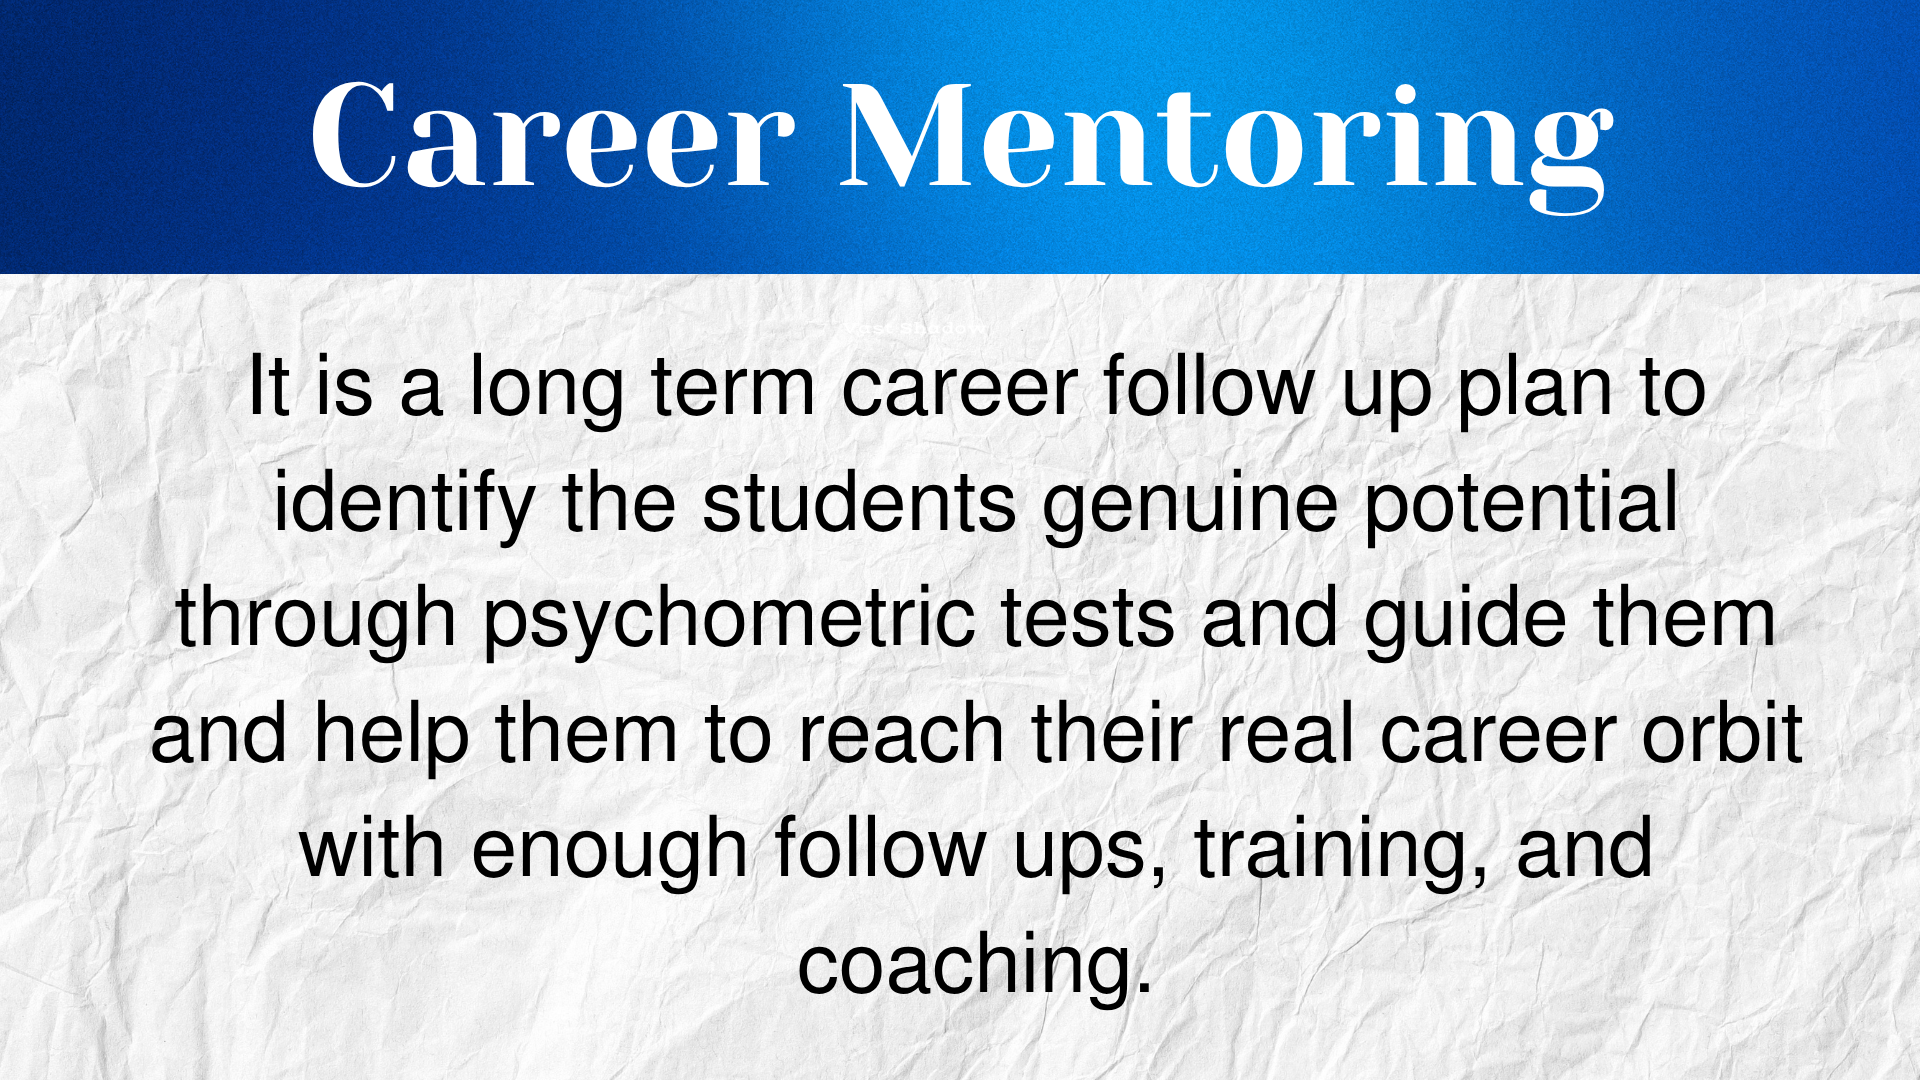 Career Mentoring
It is a long term career follow up plan to
identify the students genuine potential
through psychometric tests and guide them
and help them to reach their real career orbit
with enough follow ups, training, and
coaching.